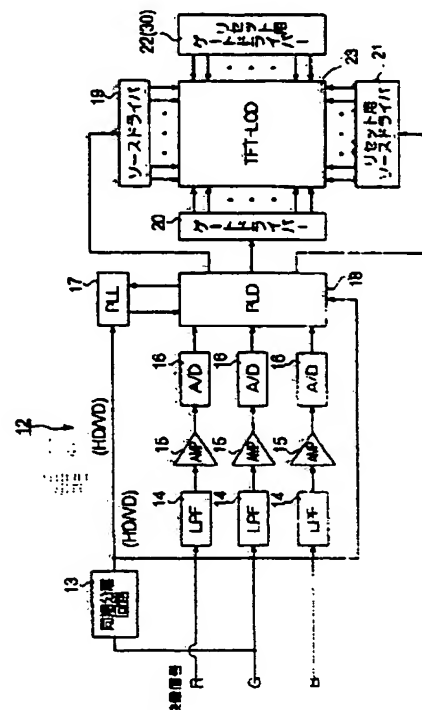 12
(HD/VD)
(HD/VD)
13
同期分離
回路
映像信号
R
G
B
14
LPF
14
LPF
14
LPF
15
AMP
15
AMP
15
AMP
16
A/D
16
A/D
16
A/D
17
PLL
PLD
18
19
ソースドライバ
20
ゲートドライバー
TFT-LCD
23
22(30)
リセット用
ゲートドライバー
リセット用
ソースドライバ
21